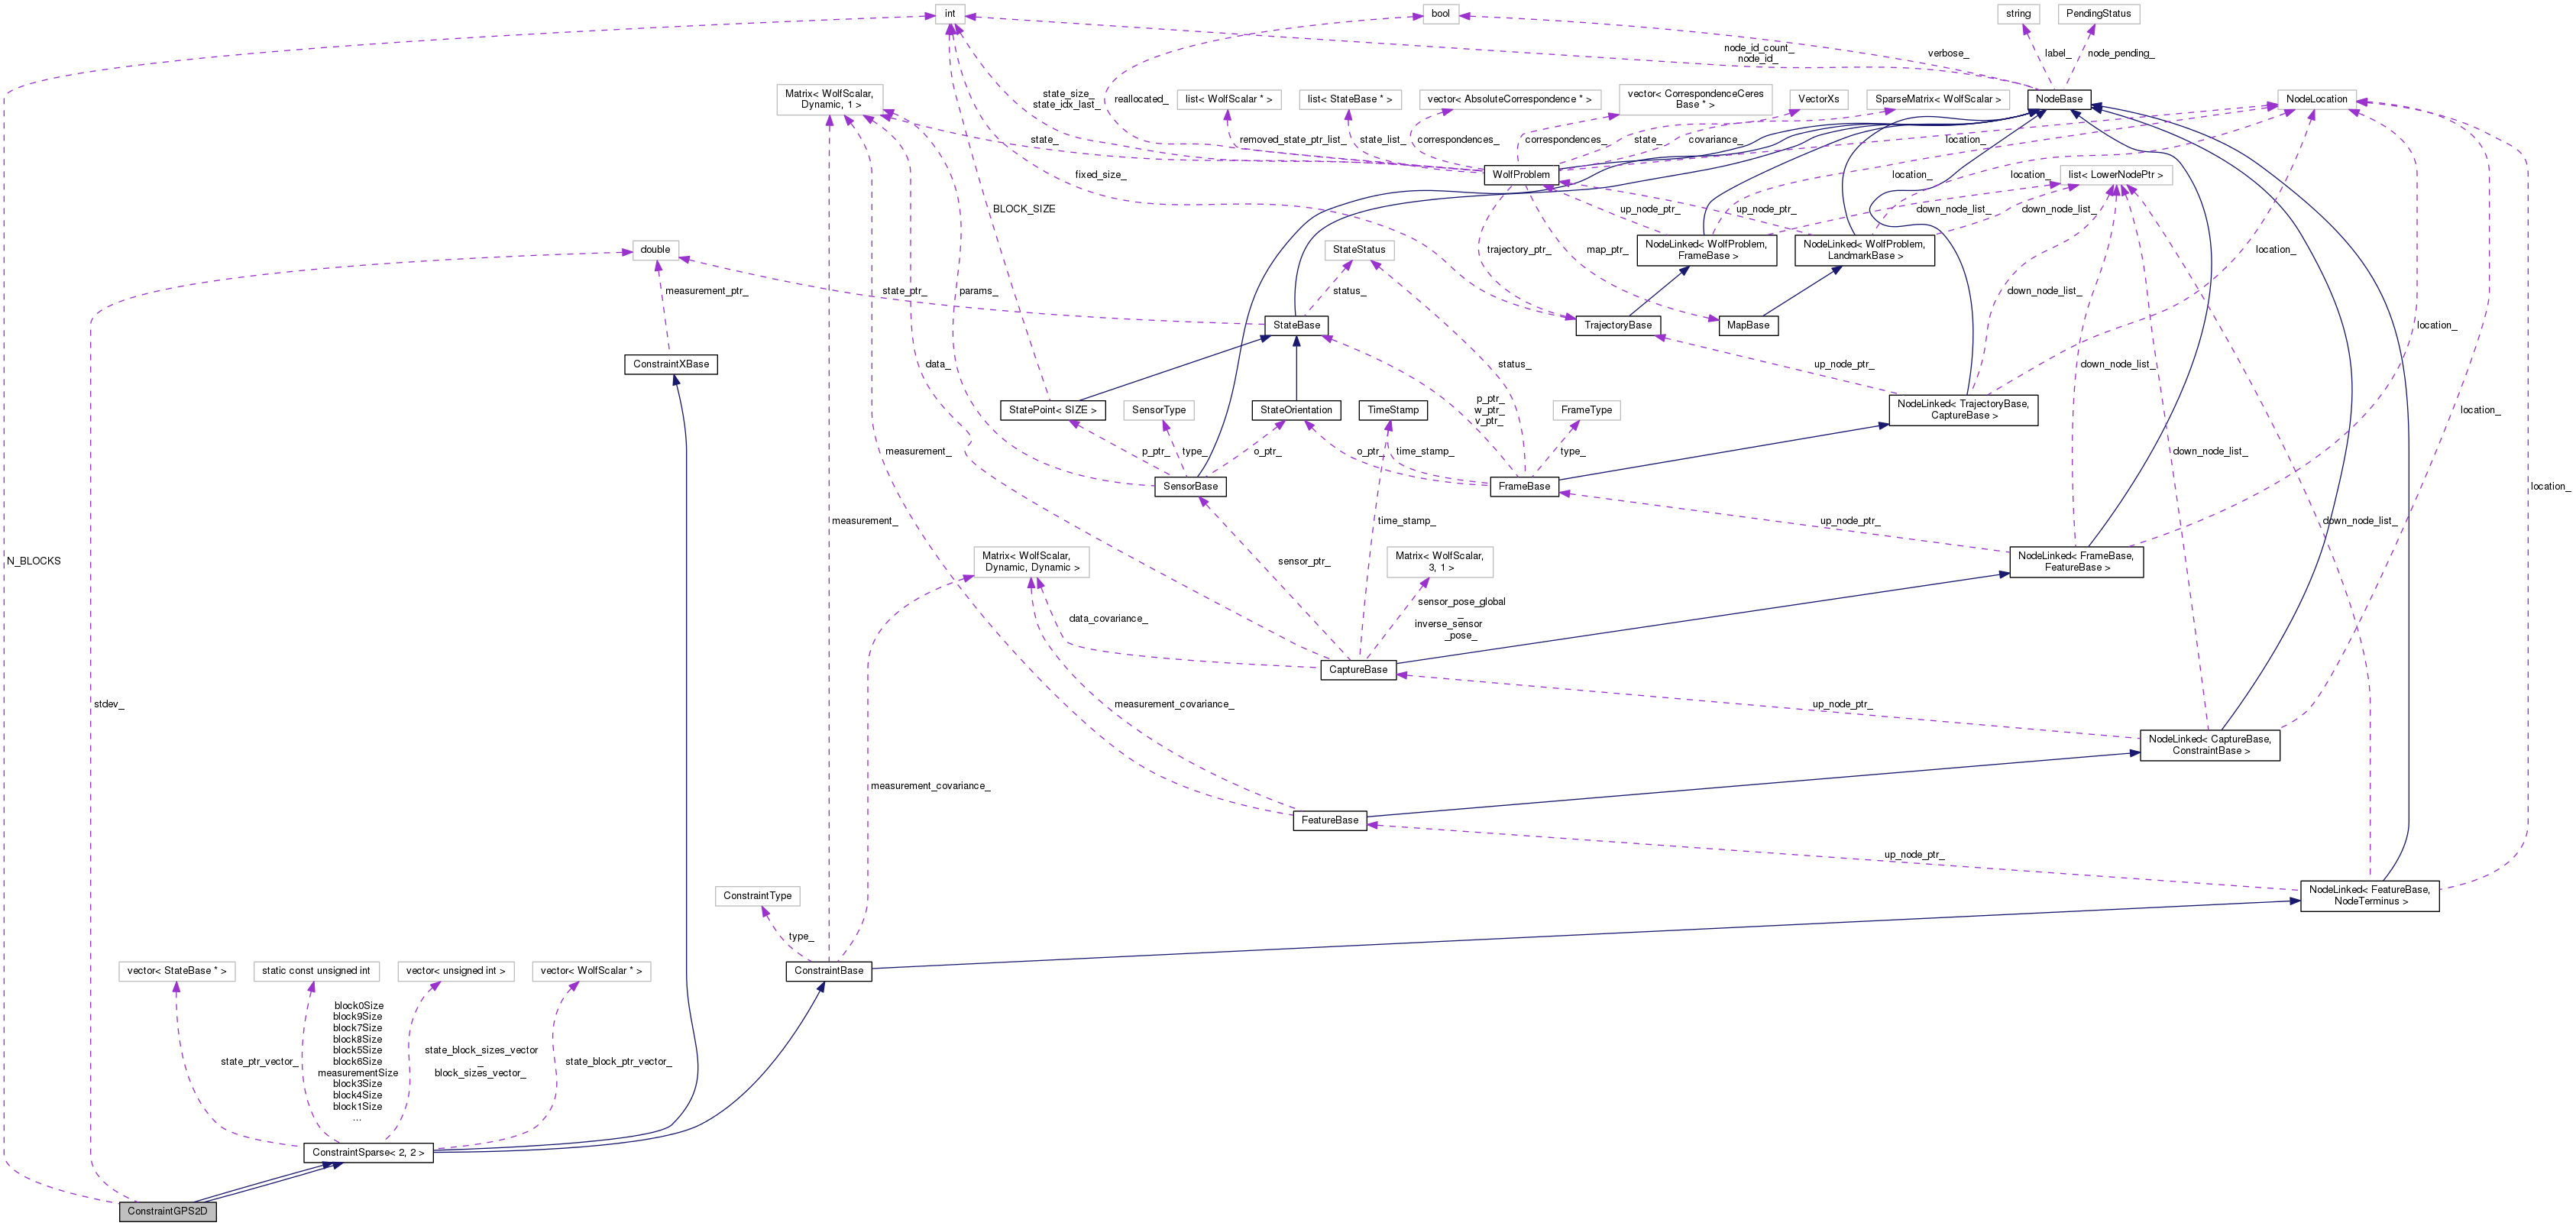 int
bool
string
PendingStatus
node_id_count_
node_id_
verbose_
label_
node_pending_
Matrix< WolfScalar,
Dynamic, 1 >
state_size_
state_idx_last_
reallocated_
list< WolfScalar * >
list< StateBase * >
vector< AbsoluteCorrespondence * >
vector< CorrespondenceCeres
Base * >
VectorXs
SparseMatrix< WolfScalar >
NodeBase
NodeLocation
state_
removed_state_ptr_list_
state_list_
correspondences_
correspondences_
state_
covariance_
location_
fixed_size_
WolfProblem
location_
location_
list< LowerNodePtr >
BLOCK_SIZE
up_node_ptr_
up_node_ptr_
down_node_list_
down_node_list_
double
StateStatus
trajectory_ptr_
map_ptr_
NodeLinked< WolfProblem,
FrameBase >
NodeLinked< WolfProblem,
LandmarkBase >
location_
measurement_ptr_
state_ptr_
params_
status_
down_node_list_
StateBase
TrajectoryBase
MapBase
location_
ConstraintXBase
data_
status_
up_node_ptr_
down_node_list_
StatePoint< SIZE >
SensorType
StateOrientation
TimeStamp
p_ptr_
w_ptr_
v_ptr_
FrameType
NodeLinked< TrajectoryBase,
CaptureBase >
location_
measurement_
p_ptr_
type_
o_ptr_
o_ptr_
time_stamp_
type_
down_node_list_
SensorBase
FrameBase
location_
measurement_
time_stamp_
up_node_ptr_
down_node_list_
N_BLOCKS
Matrix< WolfScalar,
Dynamic, Dynamic >
sensor_ptr_
Matrix< WolfScalar,
3, 1 >
NodeLinked< FrameBase,
FeatureBase >
data_covariance_
sensor_pose_global
_
inverse_sensor
_pose_
CaptureBase
stdev_
measurement_covariance_
up_node_ptr_
NodeLinked< CaptureBase,
ConstraintBase >
measurement_covariance_
FeatureBase
up_node_ptr_
ConstraintType
NodeLinked< FeatureBase,
NodeTerminus >
type_
vector< StateBase * >
static const unsigned int
vector< unsigned int >
vector< WolfScalar * >
ConstraintBase
state_ptr_vector_
block0Size
block9Size
block7Size
block8Size
block5Size
block6Size
measurementSize
block3Size
block4Size
block1Size
...
state_block_sizes_vector
_
block_sizes_vector_
state_block_ptr_vector_
ConstraintSparse< 2, 2 >
ConstraintGPS2D